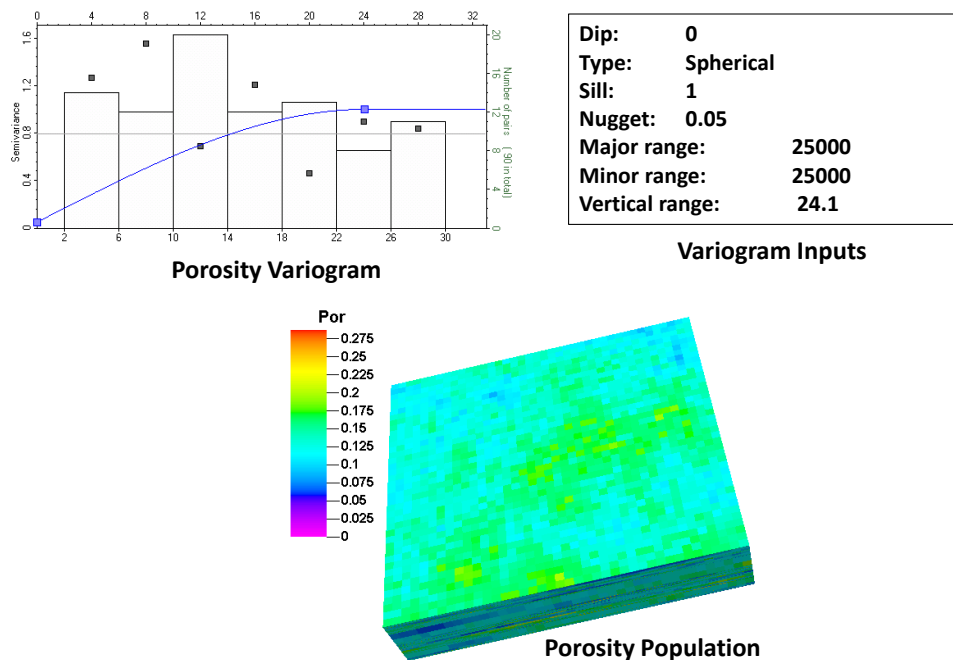 0 4 8 12 16 20 24 28 32
1.6
1.2
0.8
0.4
0
Semivariance
20
16
12
8
4
0
Number of pairs ( 90 in total)
2 6 10 14 18 22 26 30
Porosity Variogram
Dip: 0
Type: Spherical
Sill: 1
Nugget: 0.05
Major range: 25000
Minor range: 25000
Vertical range: 24.1
Variogram Inputs
Por
0.275
0.25
0.225
0.2
0.175
0.15
0.125
0.1
0.075
0.05
0.025
0
Porosity Population